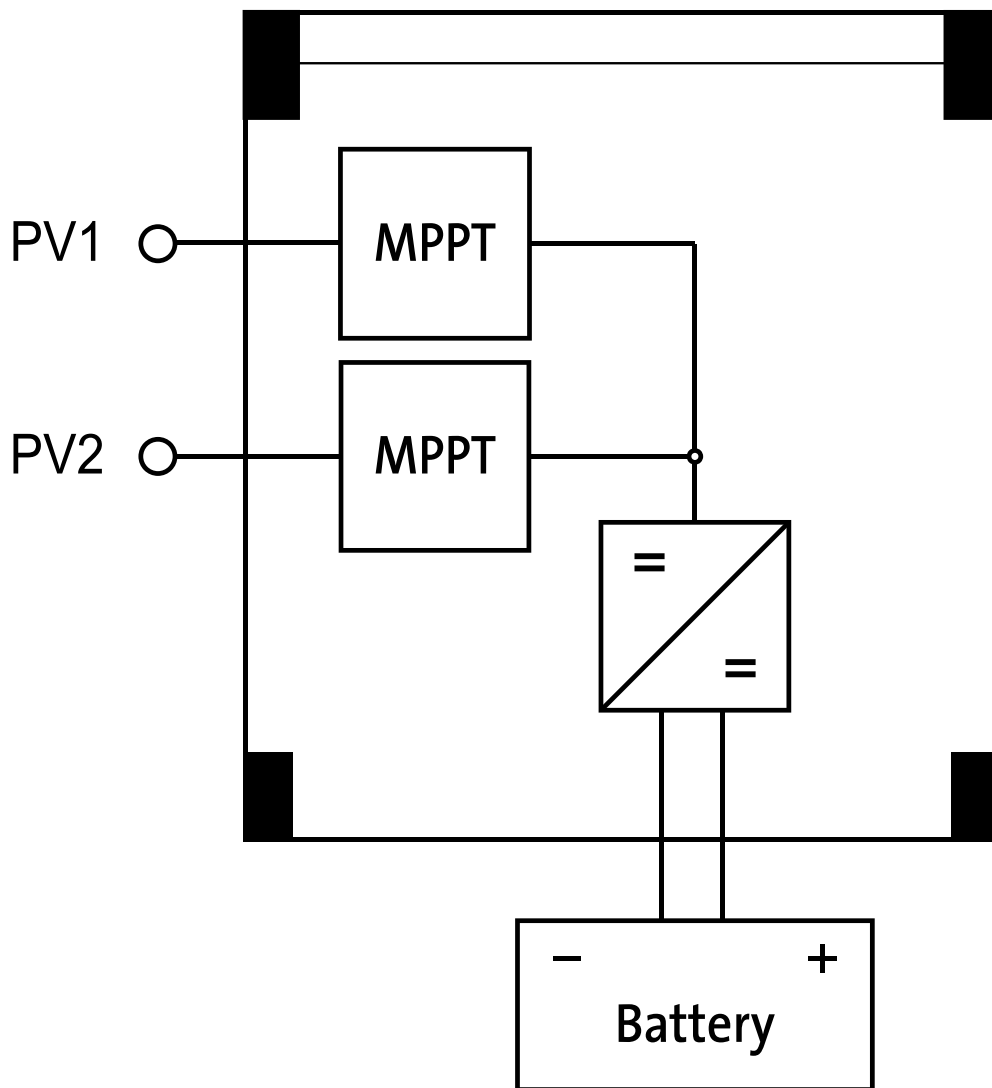 PV1
MPPT
PV2
MPPT
=
=
− +
Battery